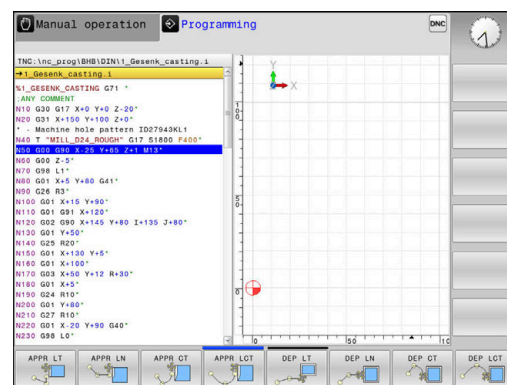 Manual operation
Programming
DNC
TNC:\nc_prog\BHB\DIN\1_Gesenk_casting.i
→1_Gesenk_casting.i
%1_GESENK_CASTING G71 *
;ANY COMMENT
N10 G30 G17 X+0 Y+0 Z-20*
N20 G31 X+150 Y+100 Z+0*
* - Machine hole pattern ID27943KL1
N40 T "MILL_D24_ROUGH" G17 S1800 F400*
N50 G00 G90 X-25 Y+65 Z+1 M13*
N60 G00 Z-5*
N70 G98 L1*
N80 G01 X+5 Y+80 G41*
N90 G26 R3*
N100 G01 X+15 Y+90*
N110 G01 G91 X+120*
N120 G02 G90 X+145 Y+80 I+135 J+80*
N130 G01 Y+50*
N140 G25 R20*
N150 G01 X+130 Y+5*
N160 G01 X+100*
N170 G03 X+50 Y+12 R+30*
N180 G01 X+5*
N190 G24 R10*
N200 G01 Y+80*
N210 G27 R10*
N220 G01 X-20 Y+90 G40*
N230 G98 L0*
Y
X
100
50
0
0
50
10
APPR LT
APPR LN
APPR CT
APPR LCT
DEP LT
DEP LN
DEP CT
DEP LCT